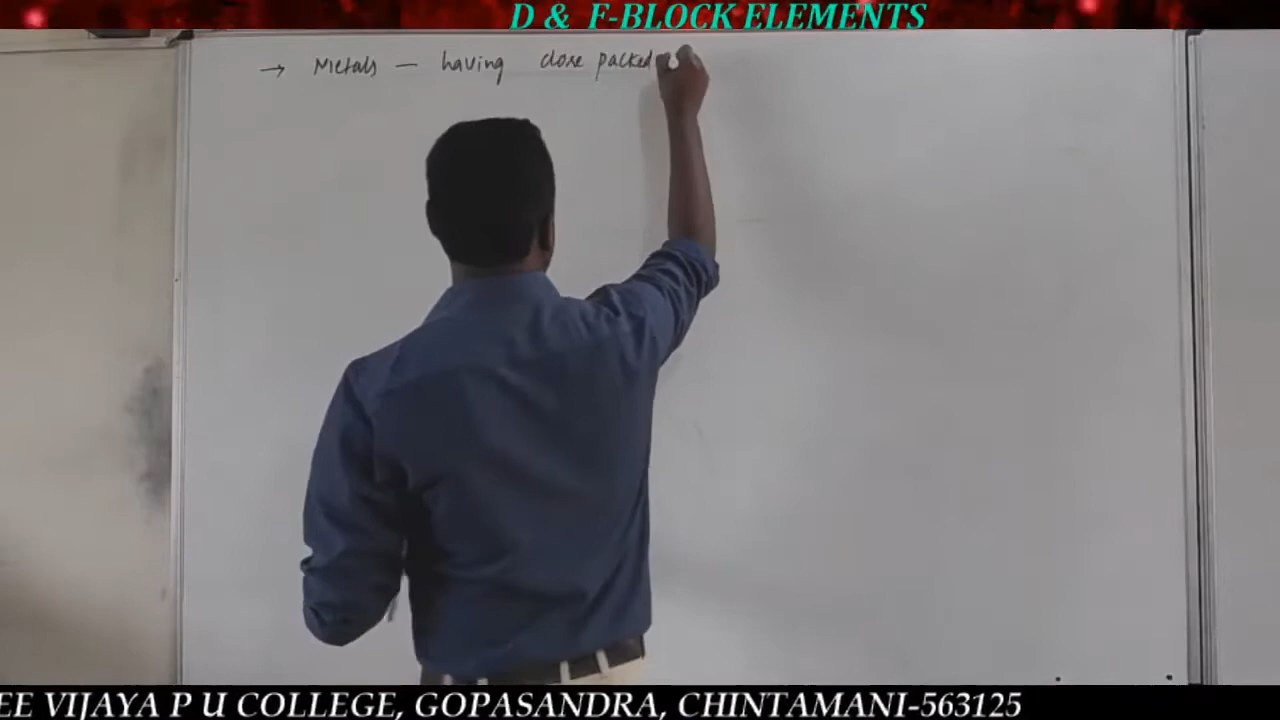 D & F-BLOCK ELEMENTS
→ Metals — having close packed
EE VIJAYA P U COLLEGE, GOPASANDRA, CHINTAMANI-563125